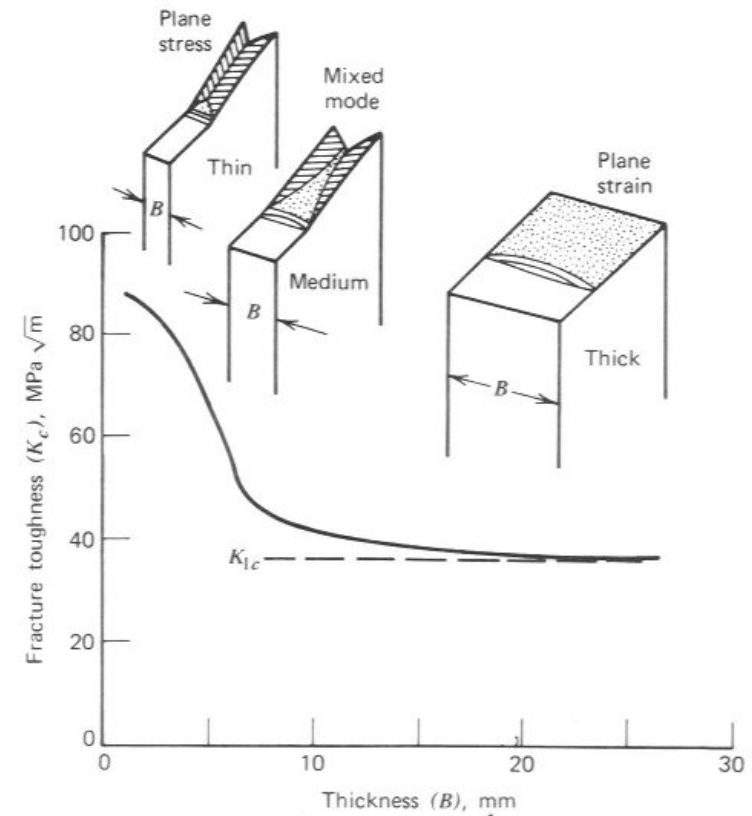 Plane
stress
Mixed
mode
Plane
strain
Thin
B
Medium
B
Thick
B
Fracture toughness (K_c), MPa √m
100
80
60
40
20
0
K_Ic
0
10
20
30
Thickness (B), mm